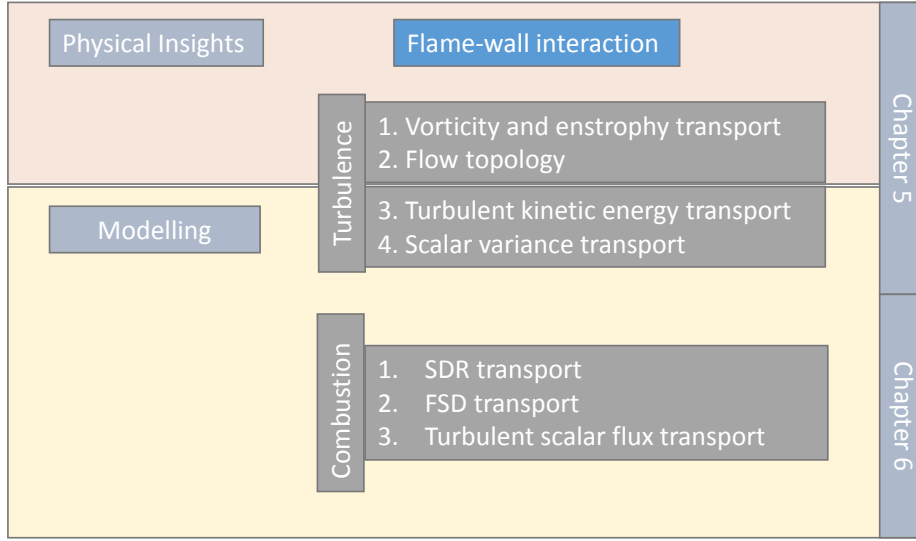 Physical Insights
Flame-wall interaction
Turbulence
1. Vorticity and enstrophy transport
2. Flow topology
Chapter 5
Modelling
3. Turbulent kinetic energy transport
4. Scalar variance transport
Combustion
1. SDR transport
2. FSD transport
3. Turbulent scalar flux transport
Chapter 6